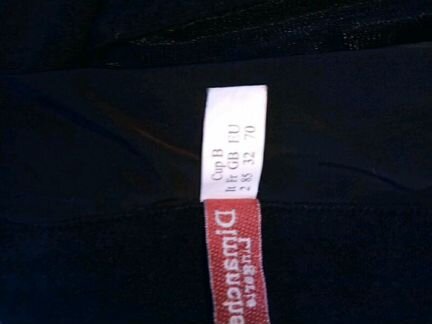 Cup B
It Fr GB EU
2 85 32 70
Dimanche
Lingerie